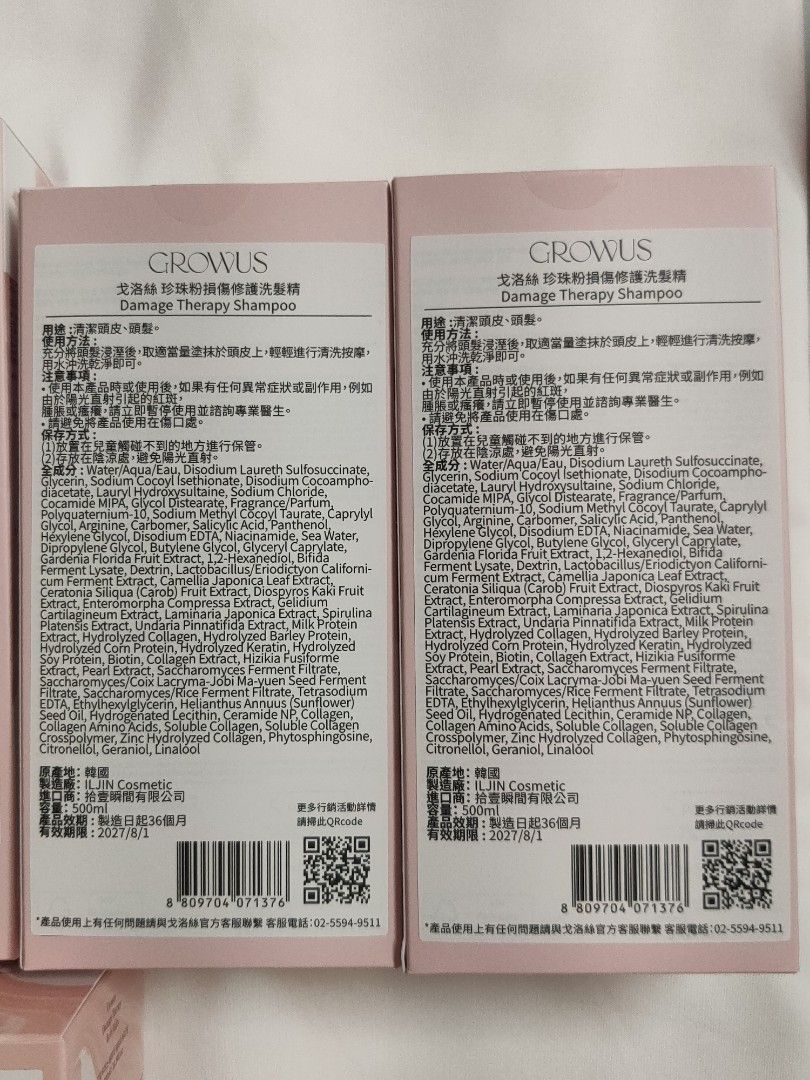 GROWUS
戈洛絲 珍珠粉損傷修護洗髮精
Damage Therapy Shampoo
用途:清潔頭皮、頭髮。
使用方法:
充分將頭髮浸溼後,取適當量塗抹於頭皮上,輕輕進行清洗按摩,
用水沖洗乾淨即可。
注意事項:
•使用本產品時或使用後,如果有任何異常症狀或副作用,例如
由於陽光直射引起的紅斑,
腫脹或瘙癢,請立即暫停使用並諮詢專業醫生。
•請避免將產品使用在傷口處。
保存方式:
(1)放置在兒童觸碰不到的地方進行保管。
(2)存放在陰涼處,避免陽光直射。
全成分:Water/Aqua/Eau, Disodium Laureth Sulfosuccinate,
Glycerin, Sodium Cocoyl Isethionate, Disodium Cocoampho-
diacetate, Lauryl Hydroxysultaine, Sodium Chloride,
Cocamide MIPA, Glycol Distearate, Fragrance/Parfum,
Polyquaternium-10, Sodium Methyl Cocoyl Taurate, Caprylyl
Glycol, Arginine, Carbomer, Salicylic Acid, Panthenol,
Hexylene Glycol, Disodium EDTA, Niacinamide, Sea Water,
Dipropylene Glycol, Butylene Glycol, Glyceryl Caprylate,
Gardenia Florida Fruit Extract, 1,2-Hexanediol, Bifida
Ferment Lysate, Dextrin, Lactobacillus/Eriodictyon Californi-
cum Ferment Extract, Camellia Japonica Leaf Extract,
Ceratonia Siliqua (Carob) Fruit Extract, Diospyros Kaki Fruit
Extract, Enteromorpha Compressa Extract, Gelidium
Cartilagineum Extract, Laminaria Japonica Extract, Spirulina
Platensis Extract, Undaria Pinnatifida Extract, Milk Protein
Extract, Hydrolyzed Collagen, Hydrolyzed Barley Protein,
Hydrolyzed Corn Protein, Hydrolyzed Keratin, Hydrolyzed
Soy Protein, Biotin, Collagen Extract, Hizikia Fusiforme
Extract, Pearl Extract, Saccharomyces Ferment Filtrate,
Saccharomyces/Coix Lacryma-Jobi Ma-yuen Seed Ferment
Filtrate, Saccharomyces/Rice Ferment Filtrate, Tetrasodium
EDTA, Ethylhexylglycerin, Helianthus Annuus (Sunflower)
Seed Oil, Hydrogenated Lecithin, Ceramide NP, Collagen,
Collagen Amino Acids, Soluble Collagen, Soluble Collagen
Crosspolymer, Zinc Hydrolyzed Collagen, Phytosphingosine,
Citronellol, Geraniol, Linalool
原產地:韓國
製造廠:ILJIN Cosmetic
進口商:拾壹瞬間有限公司
容量:500ml
產品效期:製造日起36個月
有效期限:2027/8/1
更多行銷活動詳情
請掃此QRcode
8 809704 071376
*產品使用上有任何問題請與戈洛絲官方客服聯繫 客服電話:02-5594-9511
GROWUS
戈洛絲 珍珠粉損傷修護洗髮精
Damage Therapy Shampoo
用途:清潔頭皮、頭髮。
使用方法:
充分將頭髮浸溼後,取適當量塗抹於頭皮上,輕輕進行清洗按摩,
用水沖洗乾淨即可。
注意事項:
•使用本產品時或使用後,如果有任何異常症狀或副作用,例如
由於陽光直射引起的紅斑,
腫脹或瘙癢,請立即暫停使用並諮詢專業醫生。
•請避免將產品使用在傷口處。
保存方式:
(1)放置在兒童觸碰不到的地方進行保管。
(2)存放在陰涼處,避免陽光直射。
全成分:Water/Aqua/Eau, Disodium Laureth Sulfosuccinate,
Glycerin, Sodium Cocoyl Isethionate, Disodium Cocoampho-
diacetate, Lauryl Hydroxysultaine, Sodium Chloride,
Cocamide MIPA, Glycol Distearate, Fragrance/Parfum,
Polyquaternium-10, Sodium Methyl Cocoyl Taurate, Caprylyl
Glycol, Arginine, Carbomer, Salicylic Acid, Panthenol,
Hexylene Glycol, Disodium EDTA, Niacinamide, Sea Water,
Dipropylene Glycol, Butylene Glycol, Glyceryl Caprylate,
Gardenia Florida Fruit Extract, 1,2-Hexanediol, Bifida
Ferment Lysate, Dextrin, Lactobacillus/Eriodictyon Californi-
cum Ferment Extract, Camellia Japonica Leaf Extract,
Ceratonia Siliqua (Carob) Fruit Extract, Diospyros Kaki Fruit
Extract, Enteromorpha Compressa Extract, Gelidium
Cartilagineum Extract, Laminaria Japonica Extract, Spirulina
Platensis Extract, Undaria Pinnatifida Extract, Milk Protein
Extract, Hydrolyzed Collagen, Hydrolyzed Barley Protein,
Hydrolyzed Corn Protein, Hydrolyzed Keratin, Hydrolyzed
Soy Protein, Biotin, Collagen Extract, Hizikia Fusiforme
Extract, Pearl Extract, Saccharomyces Ferment Filtrate,
Saccharomyces/Coix Lacryma-Jobi Ma-yuen Seed Ferment
Filtrate, Saccharomyces/Rice Ferment Filtrate, Tetrasodium
EDTA, Ethylhexylglycerin, Helianthus Annuus (Sunflower)
Seed Oil, Hydrogenated Lecithin, Ceramide NP, Collagen,
Collagen Amino Acids, Soluble Collagen, Soluble Collagen
Crosspolymer, Zinc Hydrolyzed Collagen, Phytosphingosine,
Citronellol, Geraniol, Linalool
原產地:韓國
製造廠:ILJIN Cosmetic
進口商:拾壹瞬間有限公司
容量:500ml
產品效期:製造日起36個月
有效期限:2027/8/1
更多行銷活動詳情
請掃此QRcode
8 809704 071376
*產品使用上有任何問題請與戈洛絲官方客服聯繫 客服電話:02-5594-9511